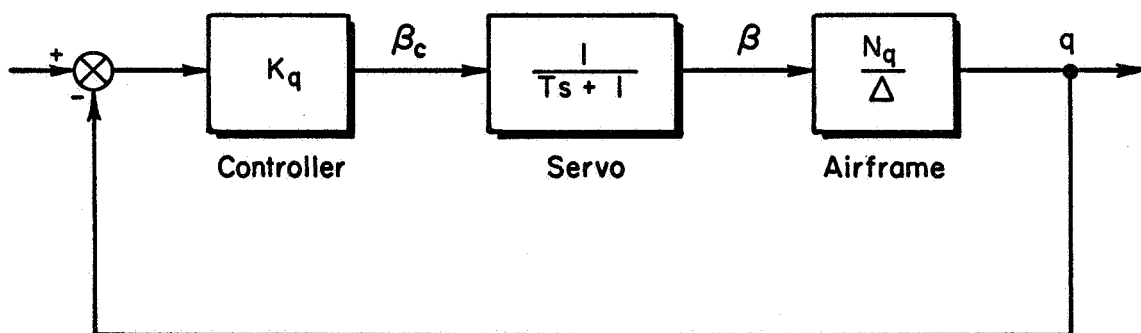 +
-
K_q
β_c
1
Ts + 1
β
N_q
Δ
q
Controller
Servo
Airframe